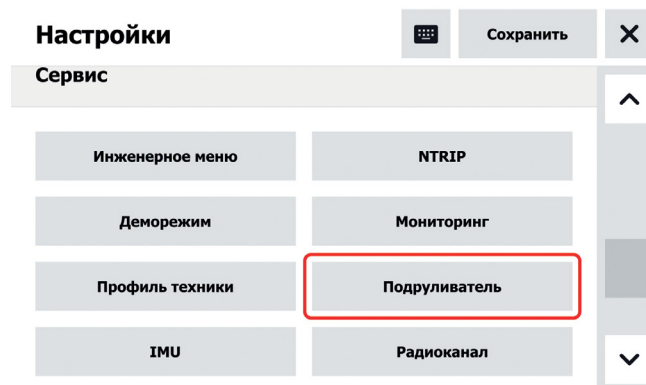 Настройки
Сохранить
Сервис
Инженерное меню
NTRIP
Деморежим
Мониторинг
Профиль техники
Подруливатель
IMU
Радиоканал